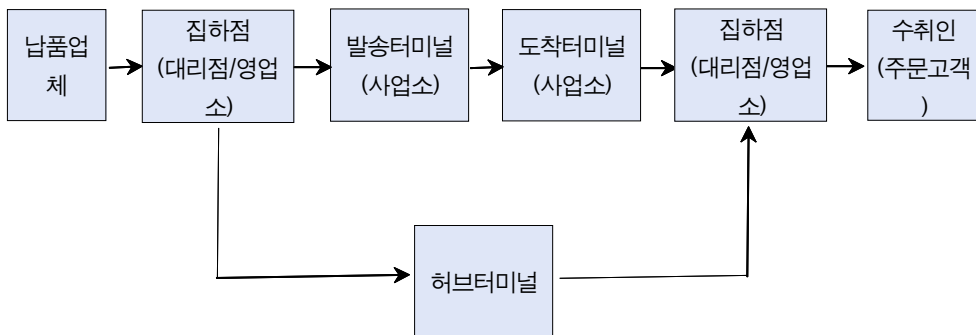 납품업
체
집하점
(대리점/영업
소)
발송터미널
(사업소)
도착터미널
(사업소)
집하점
(대리점/영업
소)
수취인
(주문고객
)
허브터미널